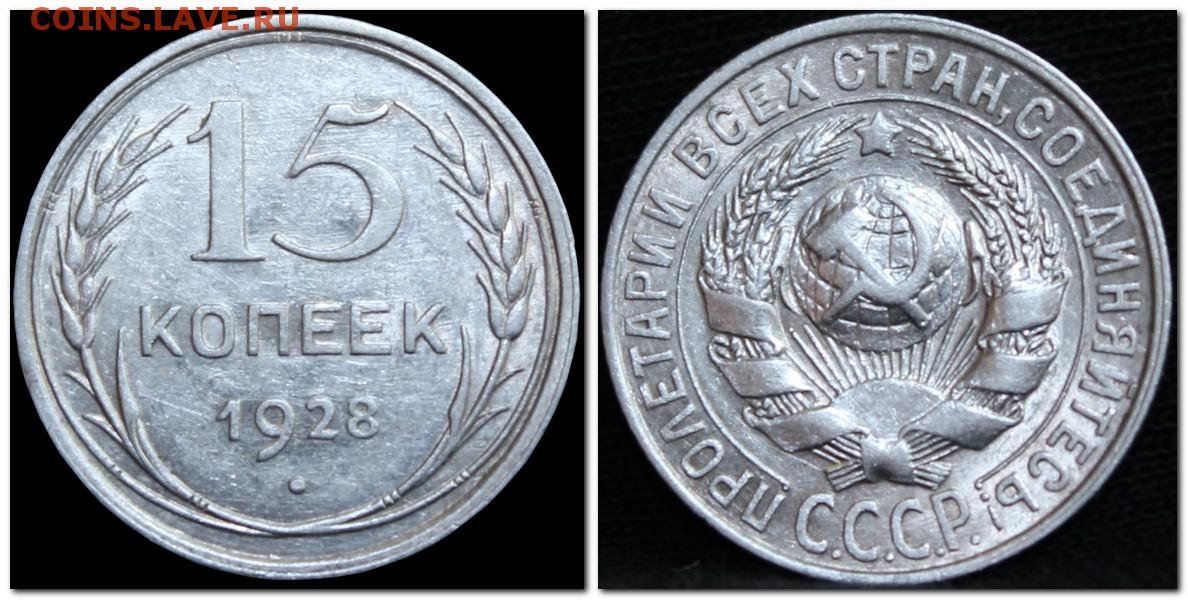 COINS.LAVE.RU
15
КОПЕЕК
1928
ПРОЛЕТАРИИ ВСЕХ СТРАН, СОЕДИНЯЙТЕСЬ!
С.С.С.Р.